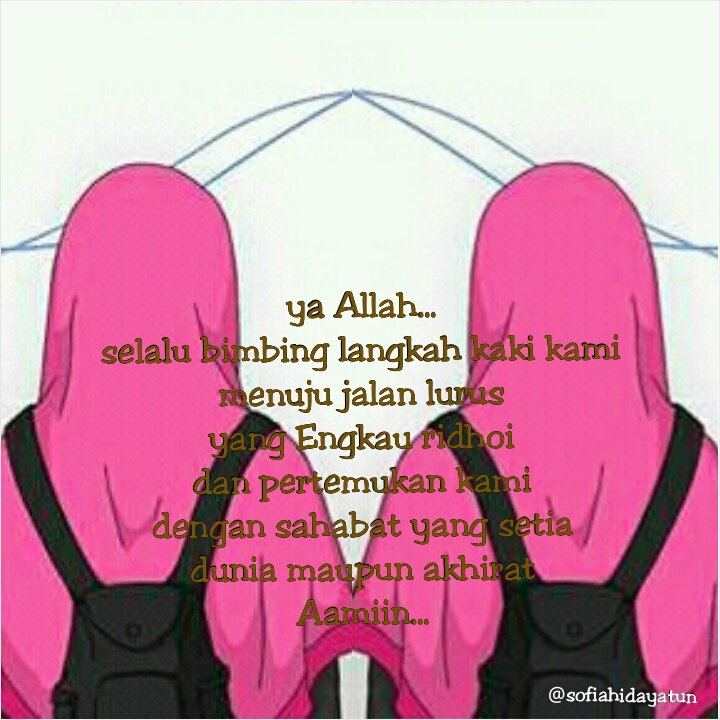 ya Allah...
selalu bimbing langkah kaki kami
menuju jalan lurus
yang Engkau ridhoi
dan pertemukan kami
dengan sahabat yang setia
dunia maupun akhirat
Aamiin...
@sofiahidayatun